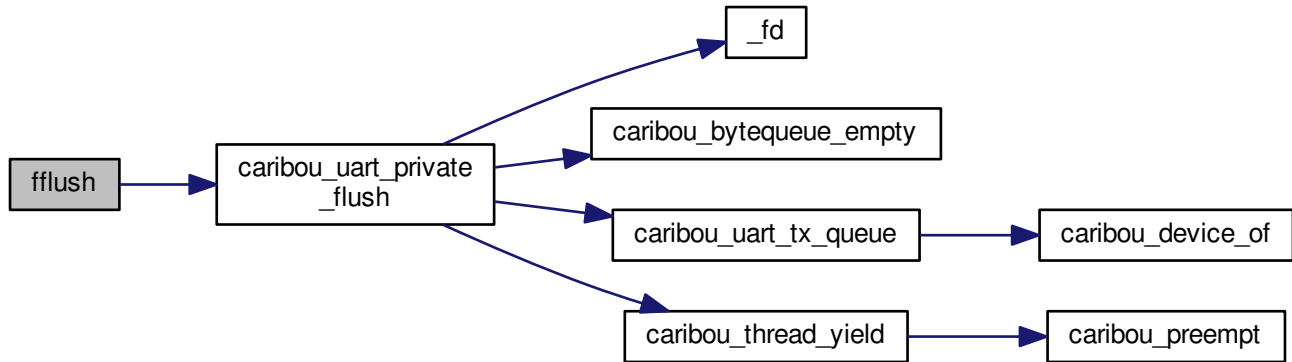 fflush
caribou_uart_private
_flush
_fd
caribou_bytequeue_empty
caribou_uart_tx_queue
caribou_device_of
caribou_thread_yield
caribou_preempt